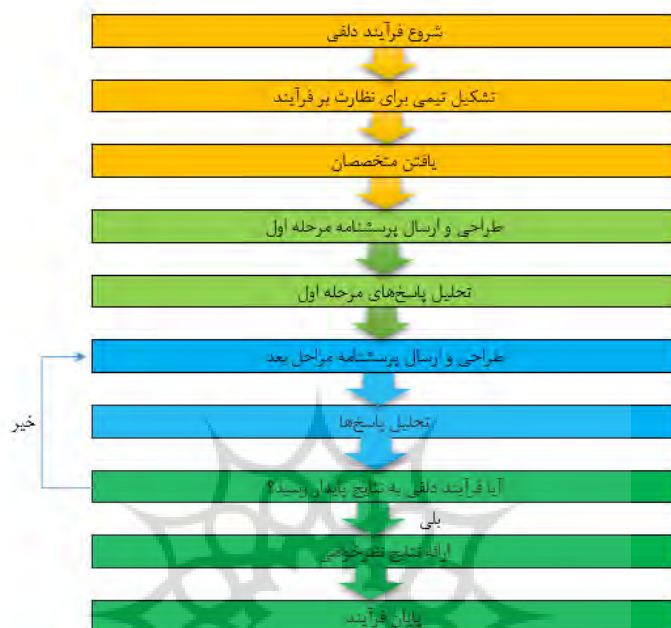 شروع فرآیند دلفی
تشکیل تیمی برای نظارت بر فرآیند
یافتن متخصصان
طراحی و ارسال پرسشنامه مرحله اول
تحلیل پاسخ‌های مرحله اول
طراحی و ارسال پرسشنامه مراحل بعد
تحلیل پاسخ‌ها
خیر
آیا فرآیند دلفی به نتایج پایدار رسید؟
بلی
ارائه نتایج نظرخواهی
پایان فرآیند